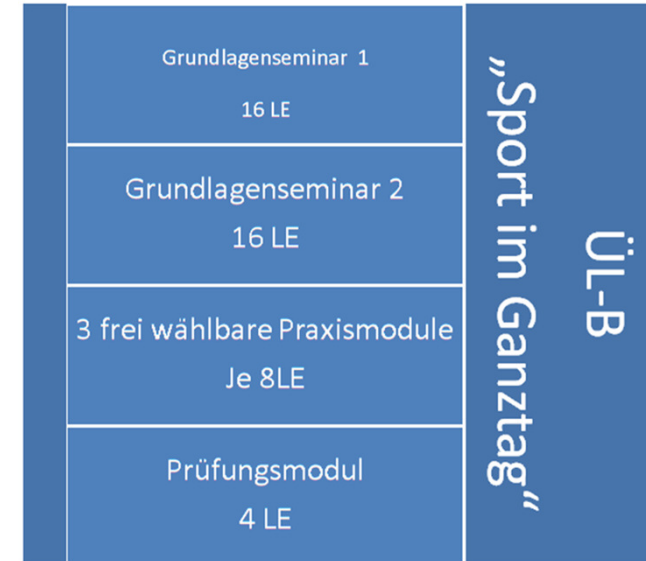 Grundlagenseminar 1
16 LE
Grundlagenseminar 2
16 LE
3 frei wählbare Praxismodule
Je 8LE
Prüfungsmodul
4 LE
ÜL-B
„Sport im Ganztag“